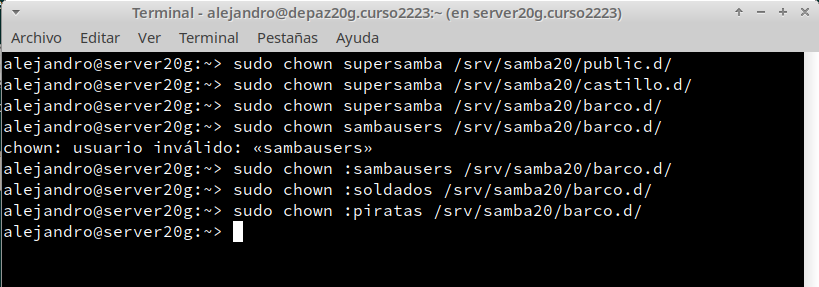 Terminal - alejandro@depaz20g.curso2223:~ (en server20g.curso2223)
Archivo Editar Ver Terminal Pestañas Ayuda
alejandro@server20g:~> sudo chown supersamba /srv/samba20/public.d/
alejandro@server20g:~> sudo chown supersamba /srv/samba20/castillo.d/
alejandro@server20g:~> sudo chown supersamba /srv/samba20/barco.d/
alejandro@server20g:~> sudo chown sambausers /srv/samba20/barco.d/
chown: usuario inválido: «sambausers»
alejandro@server20g:~> sudo chown :sambausers /srv/samba20/barco.d/
alejandro@server20g:~> sudo chown :soldados /srv/samba20/barco.d/
alejandro@server20g:~> sudo chown :piratas /srv/samba20/barco.d/
alejandro@server20g:~>